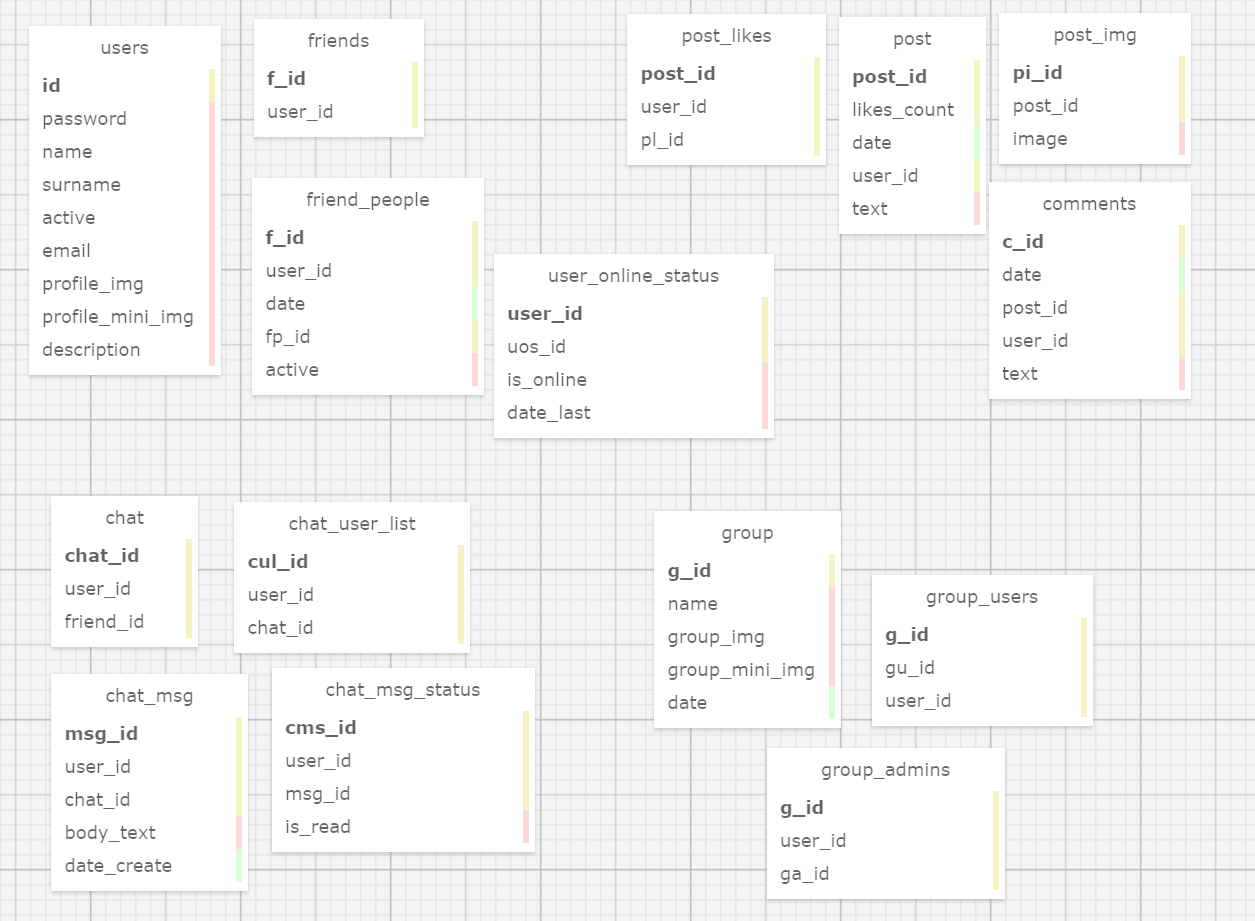 users
id
password
name
surname
active
email
profile_img
profile_mini_img
description
friends
f_id
user_id
friend_people
f_id
user_id
date
fp_id
active
user_online_status
user_id
uos_id
is_online
date_last
post_likes
post_id
user_id
pl_id
post
post_id
likes_count
date
user_id
text
post_img
pi_id
post_id
image
comments
c_id
date
post_id
user_id
text
chat
chat_id
user_id
friend_id
chat_user_list
cul_id
user_id
chat_id
chat_msg
msg_id
user_id
chat_id
body_text
date_create
chat_msg_status
cms_id
user_id
msg_id
is_read
group
g_id
name
group_img
group_mini_img
date
group_users
g_id
gu_id
user_id
group_admins
g_id
user_id
ga_id